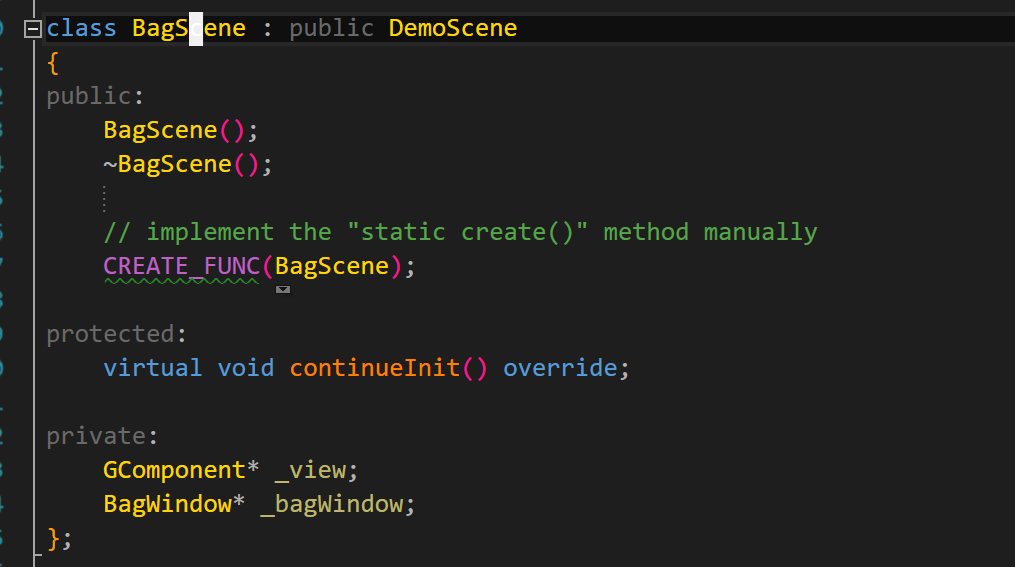 class BagScene : public DemoScene
{
public:
    BagScene();
    ~BagScene();
    // implement the "static create()" method manually
    CREATE_FUNC(BagScene);
protected:
    virtual void continueInit() override;
private:
    GComponent* _view;
    BagWindow* _bagWindow;
};